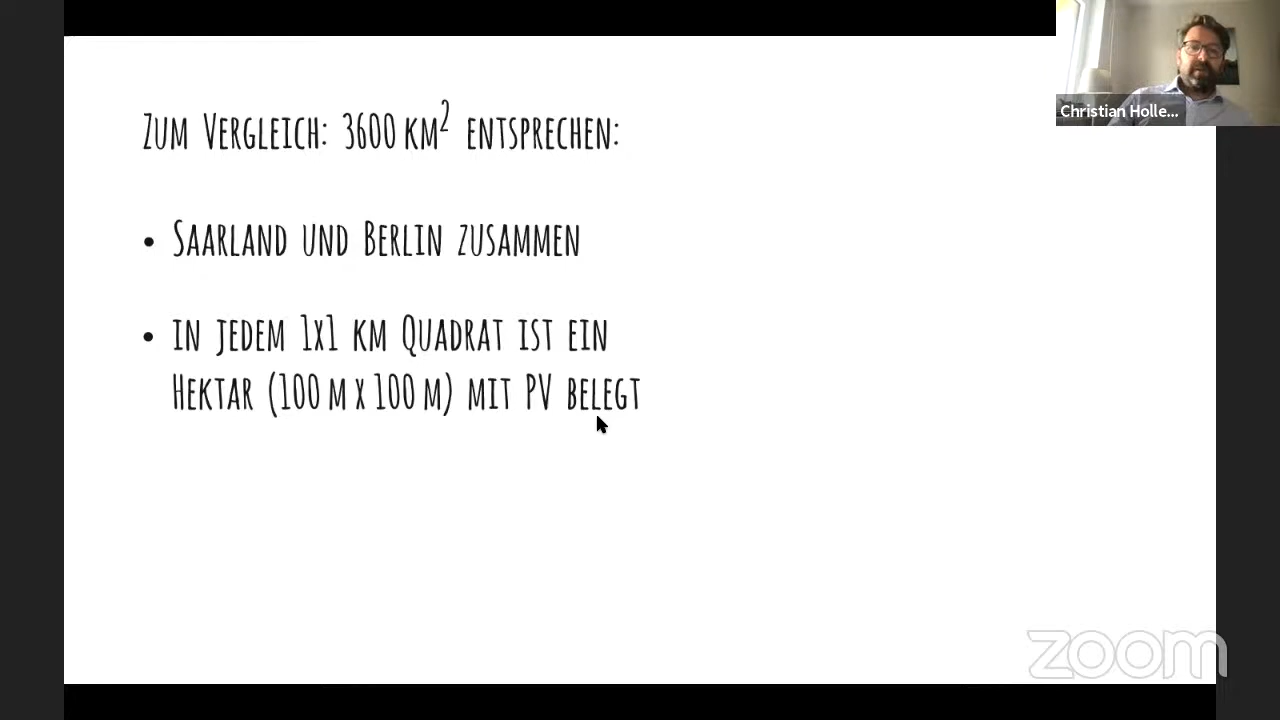 Zum Vergleich: 3600 km² entsprechen:
• Saarland und Berlin zusammen
• in jedem 1x1 km Quadrat ist ein
Hektar (100 m x 100 m) mit PV belegt
Christian Holle...
zoom